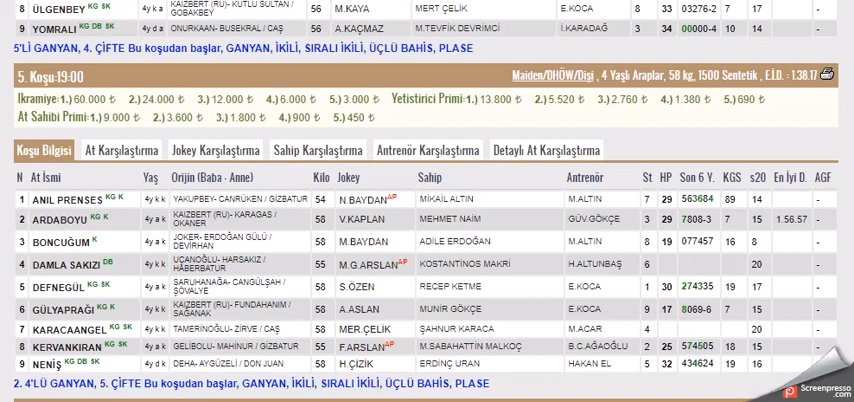 8 ÜLGENBEY KG SK 4y k a KAIZBERT (RU)- KUTLU SULTAN / GOBAKBEY 56 M.KAYA MERT ÇELİK E.KOCA 8 33 03276-2 7 17 -
9 YOMRALI KG DB SK 4y d a ONURKAAN- BUSEKRAL / CAŞ 56 A.KAÇMAZ M.TEVFİK DEVRİMCİ İ.KARADAĞ 3 34 00000-4 10 14 -
5'Lİ GANYAN, 4. ÇİFTE Bu koşudan başlar, GANYAN, İKİLİ, SIRALI İKİLİ, ÜÇLÜ BAHİS, PLASE
5. Koşu:19:00 Maiden/DHÖW/Dişi , 4 Yaşlı Araplar, 58 kg, 1500 Sentetik , E.İ.D. : 1.38.17
Ikramiye: 1.) 60.000 ₺ 2.) 24.000 ₺ 3.) 12.000 ₺ 4.) 6.000 ₺ 5.) 3.000 ₺ Yetistirici Primi: 1.) 13.800 ₺ 2.) 5.520 ₺ 3.) 2.760 ₺ 4.) 1.380 ₺ 5.) 690 ₺
At Sahibi Primi: 1.) 9.000 ₺ 2.) 3.600 ₺ 3.) 1.800 ₺ 4.) 900 ₺ 5.) 450 ₺
Koşu Bilgisi At Karşılaştırma Jokey Karşılaştırma Sahip Karşılaştırma Antrenör Karşılaştırma Detaylı At Karşılaştırma
N At İsmi Yaş Orijin (Baba - Anne) Kilo Jokey Sahip Antrenör St HP Son 6 Y. KGS s20 En İyi D. AGF
1 ANIL PRENSES KG K 4y k k YAKUPBEY- CANRÜKEN / GİZBATUR 54 N.BAYDAN AP MİKAİL ALTIN M.ALTIN 7 29 563684 89 14 -
2 ARDABOYU KG K 4y a k KAIZBERT (RU)- KARAGAS / OKANER 58 V.KAPLAN MEHMET NAİM GÜV.GÖKÇE 3 29 7808-3 7 15 1.56.57 -
3 BONCUĞUM K 4y a k JOKER- ERDOĞAN GÜLÜ / DEVİRHAN 58 M.BAYDAN ADİLE ERDOĞAN M.ALTIN 8 19 077457 16 8 -
4 DAMLA SAKIZI DB 4y k k UÇANOĞLU- HARSAKIZ / HABERBATUR 55 M.G.ARSLAN AP KOSTANTİNOS MAKRİ H.ALTUNBAŞ 6 20 -
5 DEFNEGÜL KG SK 4y a k SARUHANAĞA- CANGÜLŞAH / ŞÖVALYE 58 S.ÖZEN RECEP KETME E.KOCA 1 30 274335 19 17 -
6 GÜLYAPRAĞI KG K 4y k k KAIZBERT (RU)- FUNDAHANIM / SAĞANAK 58 A.ASLAN MUNİR GÖKÇE E.KOCA 9 17 8069-6 7 15 -
7 KARACAANGEL KG SK 4y k k TAMERİNOĞLU- ZİRVE / CAŞ 58 MER.ÇELİK ŞAHNUR KARACA M.ACAR 4 20 -
8 KERVANKIRAN KG SK 4y a k GELİBOLU- MAHİNUR / GİZBATUR 55 F.ARSLAN AP M.SABAHATTİN MALKOÇ B.C.AĞAOĞLU 2 25 574505 18 15 -
9 NENİŞ KG DB SK 4y d k DEHA- AYGÜZELİ / DON JUAN 58 H.ÇİZİK ERDİNÇ URAN HAKAN EL 5 32 434624 19 16 -
2. 4'LÜ GANYAN, 5. ÇİFTE Bu koşudan başlar, GANYAN, İKİLİ, SIRALI İKİLİ, ÜÇLÜ BAHİS, PLASE
Screenpresso
.com